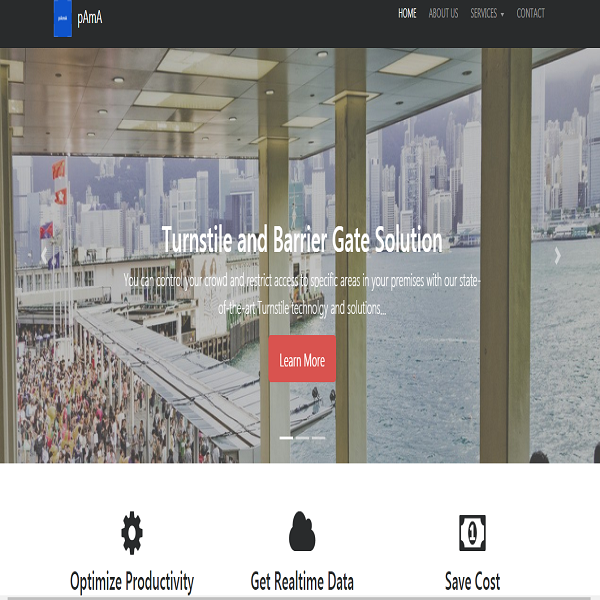 pAmA
HOME ABOUT US SERVICES CONTACT
Turnstile and Barrier Gate Solution
You can control your crowd and restrict access to specific areas in your premises with our state-
of-the-art Turnstile technolgy and solutions...
Learn More
Optimize Productivity Get Realtime Data Save Cost